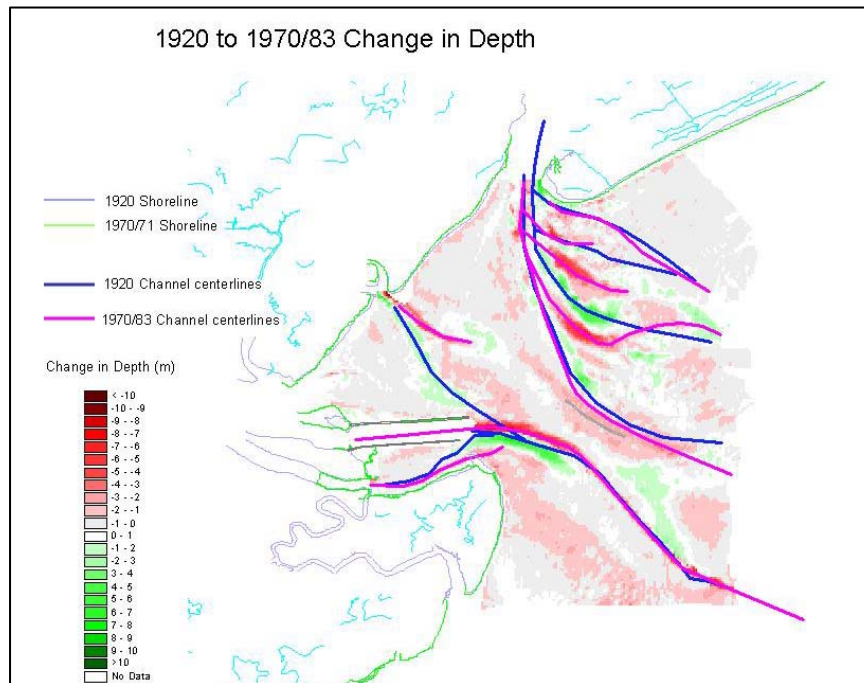 1920 to 1970/83 Change in Depth
1920 Shoreline
1970/71 Shoreline
1920 Channel centerlines
1970/83 Channel centerlines
Change in Depth (m)
< -10
-10 - -9
-9 - -8
-8 - -7
-7 - -6
-6 - -5
-5 - -4
-4 - -3
-3 - -2
-2 - -1
-1 - 0
0 - 1
-1 - 2
-2 - 3
3 - 4
4 - 5
5 - 6
6 - 7
7 - 8
8 - 9
9 - 10
>10
No Data